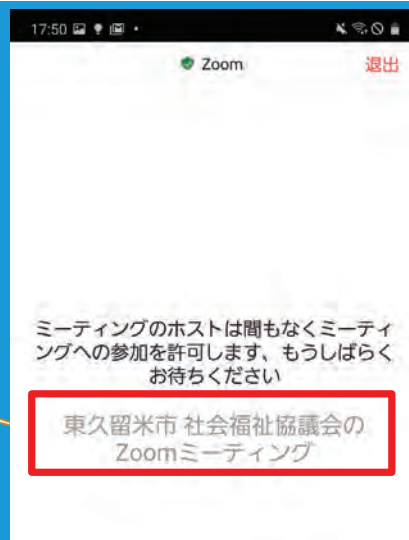 17:50
Zoom
退出
ミーティングのホストは間もなくミーティ
ングへの参加を許可します、もうしばらく
お待ちください
東久留米市 社会福祉協議会の
Zoomミーティング